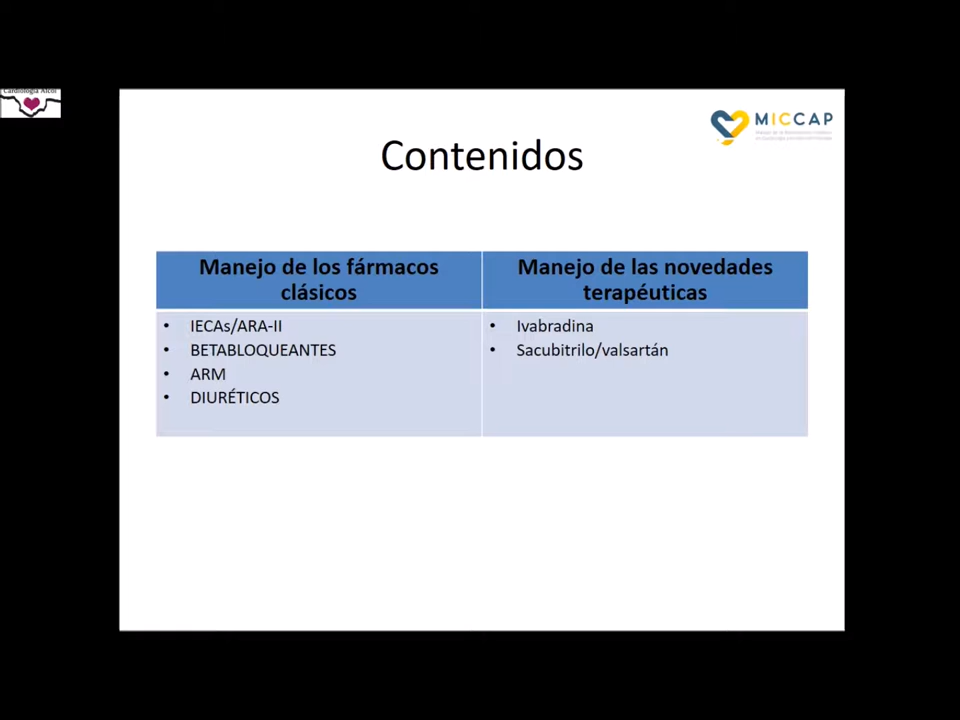 Cardiología Alcoi
MICCAP
Contenidos
Manejo de los fármacos
clásicos
Manejo de las novedades
terapéuticas
• IECAs/ARA-II
• BETABLOQUEANTES
• ARM
• DIURÉTICOS
• Ivabradina
• Sacubitrilo/valsartán